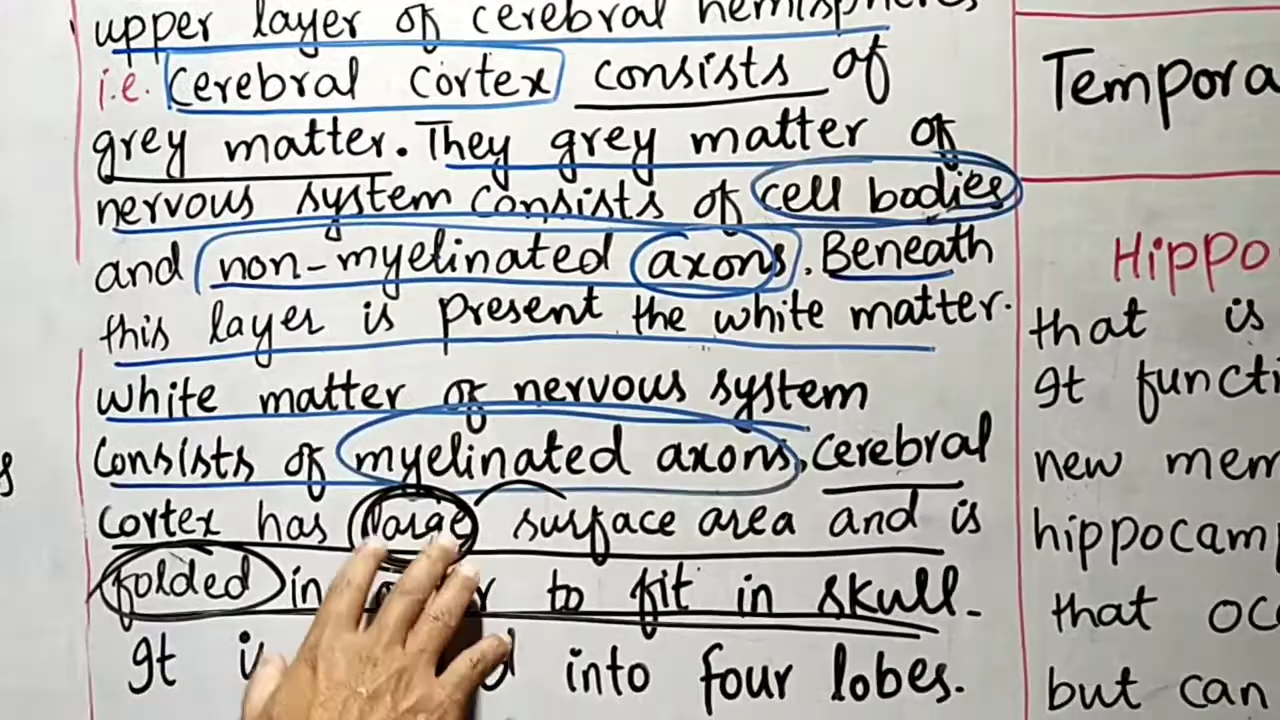 upper layer of cerebral hemispheres
i.e. cerebral cortex consists of
grey matter. They grey matter of
nervous system consists of cell bodies
and non-myelinated axons. Beneath
this layer is present the white matter.
white matter of nervous system
consists of myelinated axons. cerebral
cortex has large surface area and is
folded in to fit in skull.
It into four lobes.
Tempora
Hippo
that is
It functi
new mem
hippocamp
that oc
but can